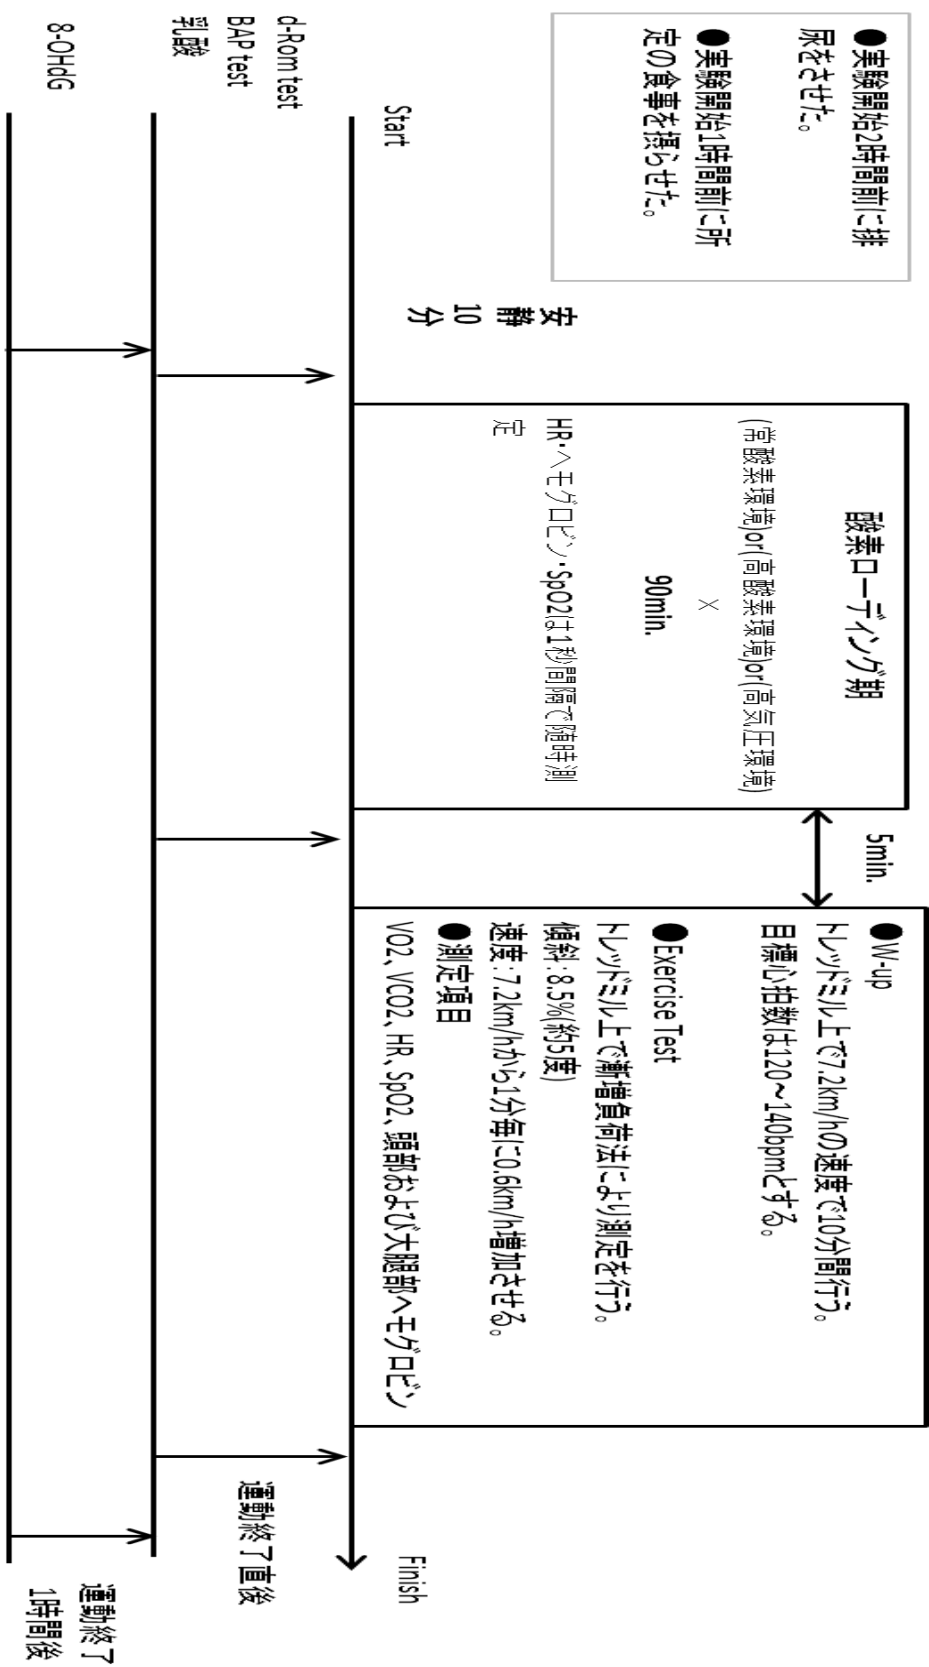 ●実験開始2時間前に排
尿をさせた。
●実験開始1時間前に所
定の食事を摂らせた。
酸素ローディング期
(常酸素環境)or(高酸素環境)or(高気圧環境)
×
90min.
HR・ヘモグロビン・SpO2は1秒間隔で随時測
定
5min.
●W-up
トレッドミル上で7.2km/hの速度で10分間行う。
目標心拍数は120～140bpmとする。
●Exercise Test
トレッドミル上で漸増負荷法により測定を行う。
傾斜:8.5%(約5度)
速度:7.2km/hから1分毎に0.6km/h増加させる。
●測定項目
VO2、VCO2、HR、SpO2、頭部および大腿部ヘモグロビン
安
静
10
分
Start
Finish
d-Rom test
BAP test
乳酸
運動終了直後
8-OHdG
運動終了
1時間後